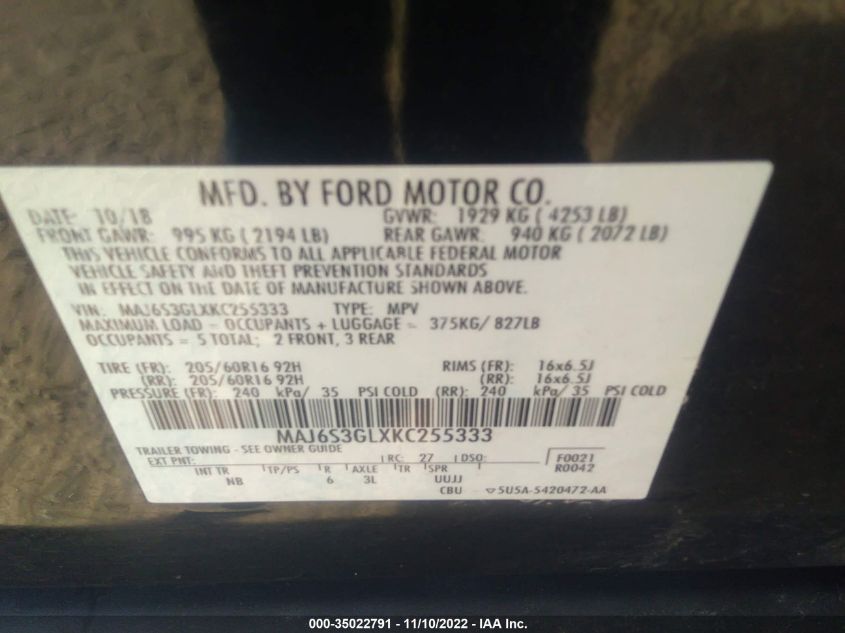 MFD. BY FORD MOTOR CO.
DATE: 10/18 GVWR: 1929 KG ( 4253 LB)
FRONT GAWR: 995 KG ( 2194 LB) REAR GAWR: 940 KG ( 2072 LB)
THIS VEHICLE CONFORMS TO ALL APPLICABLE FEDERAL MOTOR
VEHICLE SAFETY AND THEFT PREVENTION STANDARDS
IN EFFECT ON THE DATE OF MANUFACTURE SHOWN ABOVE.
VIN: MAJ6S3GLXKC255333 TYPE: MPV
MAXIMUM LOAD = OCCUPANTS + LUGGAGE = 375KG/ 827LB
OCCUPANTS = 5 TOTAL; 2 FRONT, 3 REAR
TIRE (FR): 205/60R16 92H RIMS (FR): 16x6.5J
(RR): 205/60R16 92H (RR): 16x6.5J
PRESSURE (FR): 240 kPa/ 35 PSI COLD (RR): 240 kPa/ 35 PSI COLD
MAJ6S3GLXKC255333
TRAILER TOWING - SEE OWNER GUIDE
EXT PNT: RC: 27 DSO: F0021
R0042
INT TR TP/PS R AXLE TR SPR
NB 6 3L UUJJ
CBU ▽5U5A-5420472-AA
000-35022791 - 11/10/2022 - IAA Inc.